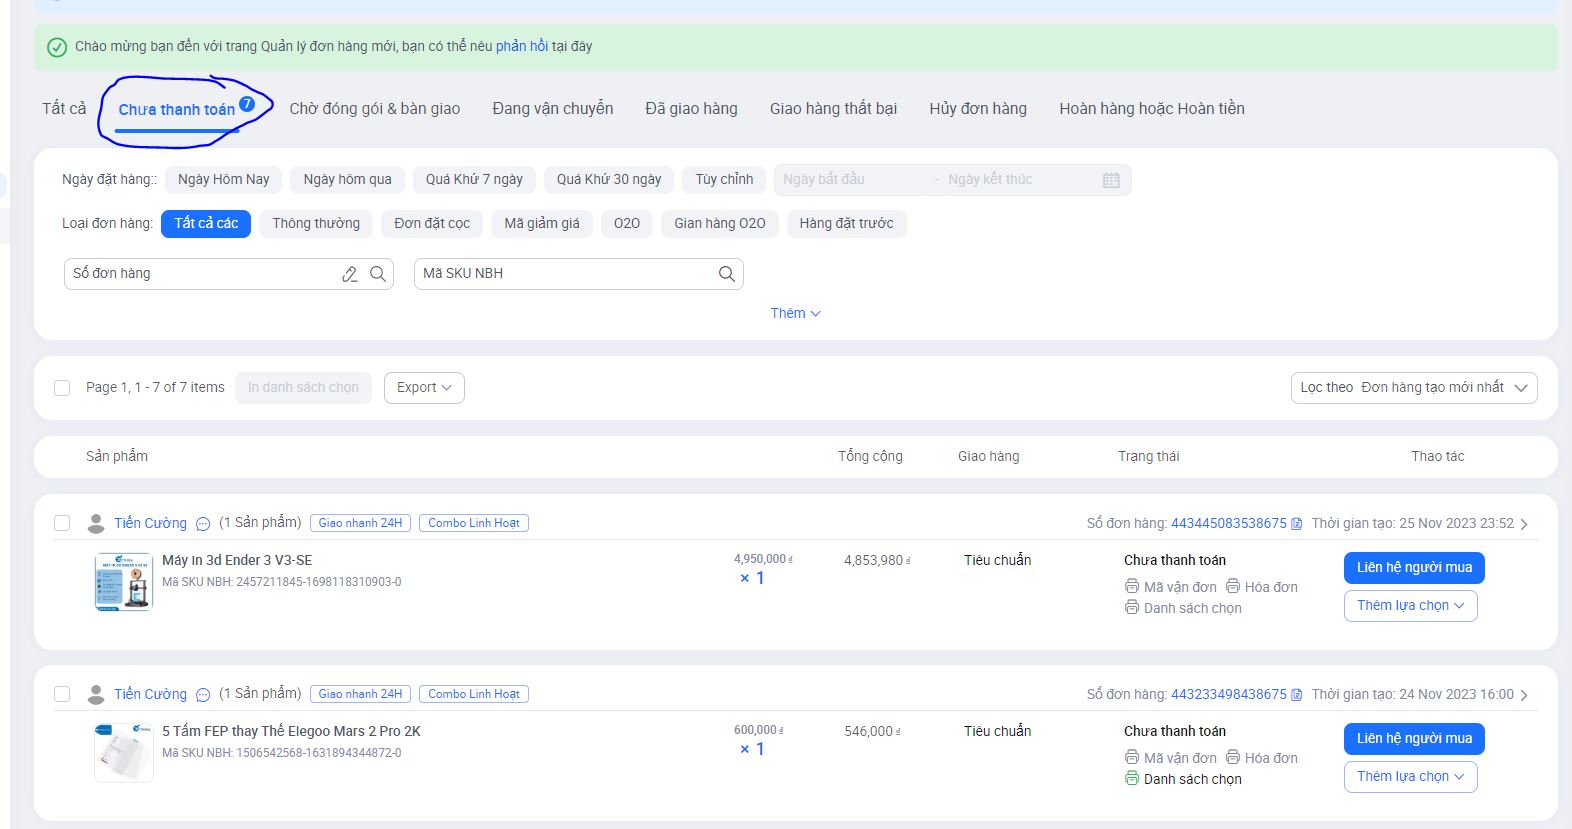 Chào mừng bạn đến với trang Quản lý đơn hàng mới, bạn có thể nêu phản hồi tại đây
Tất cả Chưa thanh toán 7 Chờ đóng gói & bàn giao Đang vận chuyển Đã giao hàng Giao hàng thất bại Hủy đơn hàng Hoàn hàng hoặc Hoàn tiền
Ngày đặt hàng:: Ngày Hôm Nay Ngày hôm qua Quá Khứ 7 ngày Quá Khứ 30 ngày Tùy chỉnh Ngày bắt đầu - Ngày kết thúc
Loại đơn hàng: Tất cả các Thông thường Đơn đặt cọc Mã giảm giá O2O Gian hàng O2O Hàng đặt trước
Số đơn hàng Mã SKU NBH
Thêm
Page 1, 1 - 7 of 7 items In danh sách chọn Export Lọc theo Đơn hàng tạo mới nhất
Sản phẩm Tổng cộng Giao hàng Trạng thái Thao tác
Tiến Cường (1 Sản phẩm) Giao nhanh 24H Combo Linh Hoạt Số đơn hàng: 443445083538675 Thời gian tạo: 25 Nov 2023 23:52
Máy in 3d Ender 3 V3-SE 4,950,000 ₫ 4,853,980 ₫ Tiêu chuẩn Chưa thanh toán Liên hệ người mua
Mã SKU NBH: 2457211845-1698118310903-0 × 1 Mã vận đơn Hóa đơn
Danh sách chọn Thêm lựa chọn
Tiến Cường (1 Sản phẩm) Giao nhanh 24H Combo Linh Hoạt Số đơn hàng: 443233498438675 Thời gian tạo: 24 Nov 2023 16:00
5 Tấm FEP thay Thế Elegoo Mars 2 Pro 2K 600,000 ₫ 546,000 ₫ Tiêu chuẩn Chưa thanh toán Liên hệ người mua
Mã SKU NBH: 1506542568-1631894344872-0 × 1 Mã vận đơn Hóa đơn
Danh sách chọn Thêm lựa chọn